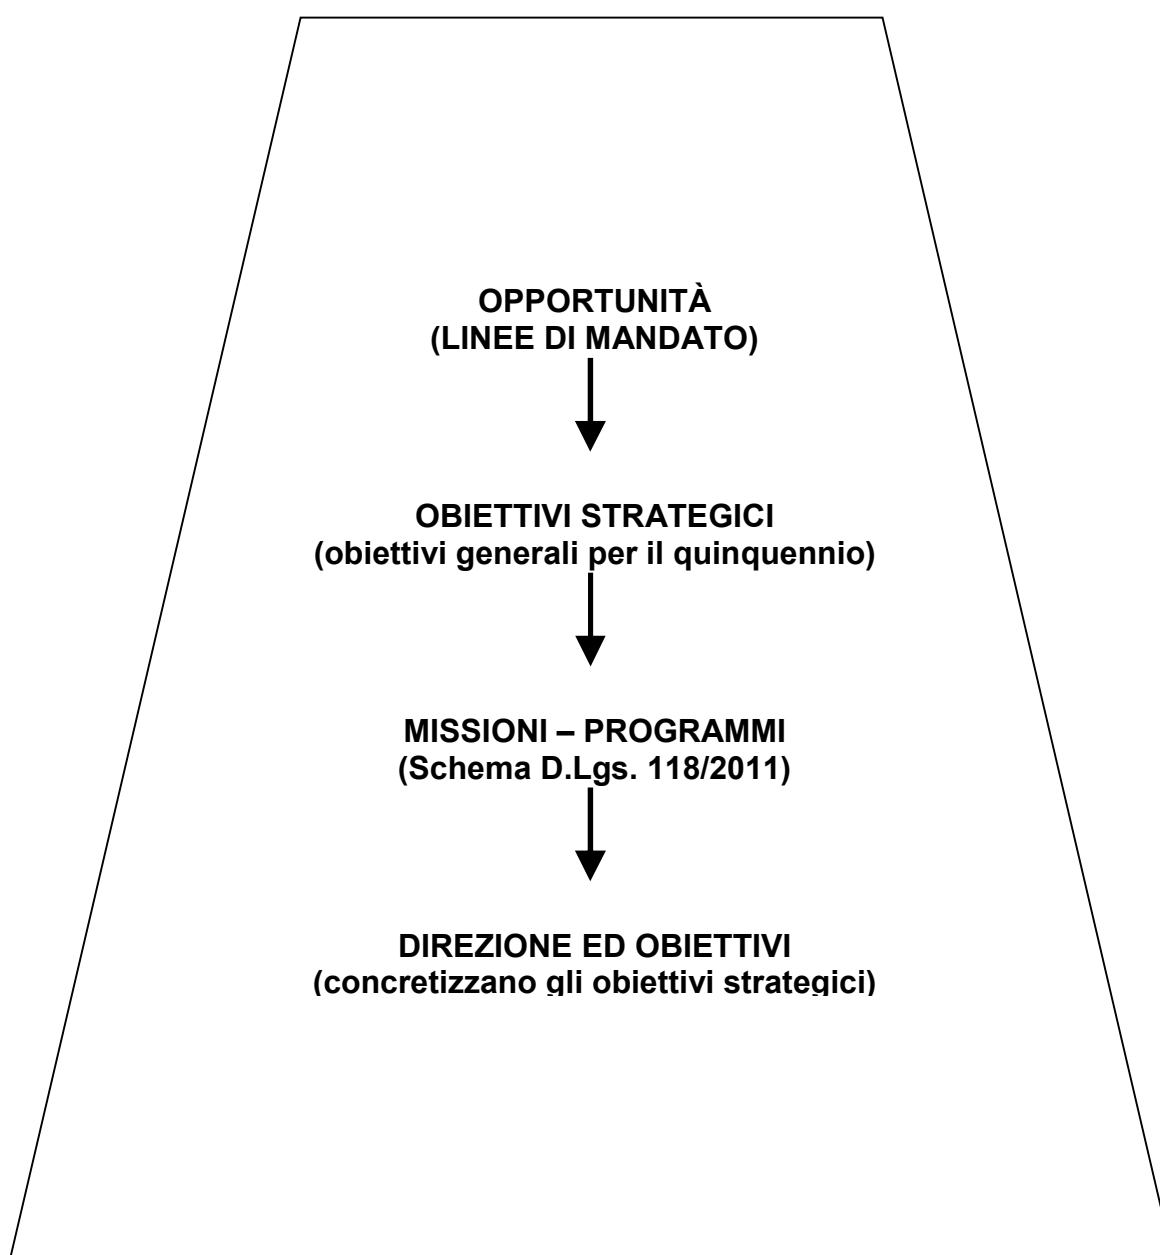 OPPORTUNITÀ
(LINEE DI MANDATO)
OBIETTIVI STRATEGICI
(obiettivi generali per il quinquennio)
MISSIONI – PROGRAMMI
(Schema D.Lgs. 118/2011)
DIREZIONE ED OBIETTIVI
(concretizzano gli obiettivi strategici)